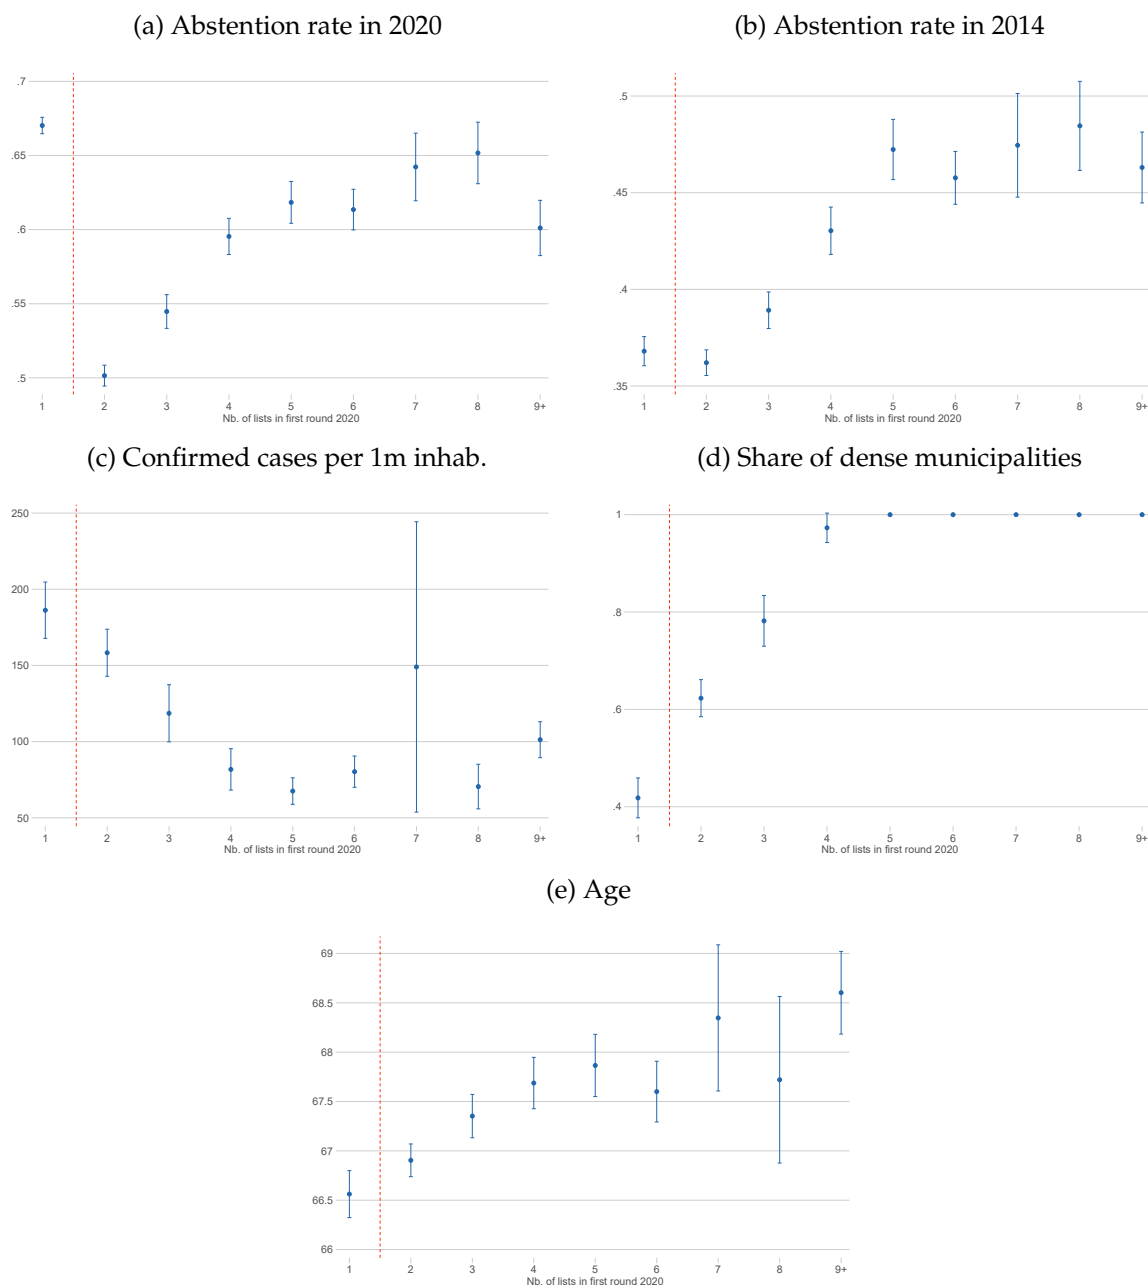 (a) Abstention rate in 2020
.7
.65
.6
.55
.5
1 2 3 4 5 6 7 8 9+
Nb. of lists in first round 2020
(b) Abstention rate in 2014
.5
.45
.4
.35
1 2 3 4 5 6 7 8 9+
Nb. of lists in first round 2020
(c) Confirmed cases per 1m inhab.
250
200
150
100
50
1 2 3 4 5 6 7 8 9+
Nb. of lists in first round 2020
(d) Share of dense municipalities
1
.8
.6
.4
1 2 3 4 5 6 7 8 9+
Nb. of lists in first round 2020
(e) Age
69
68.5
68
67.5
67
66.5
66
1 2 3 4 5 6 7 8 9+
Nb. of lists in first round 2020